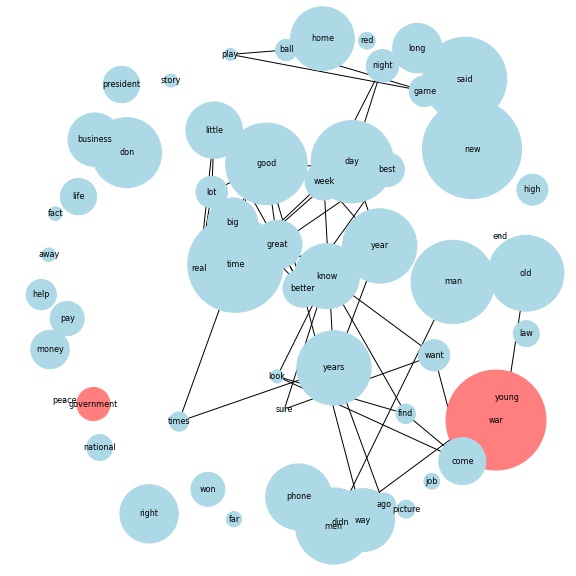 home
red
ball
play
long
night
said
story
president
game
little
business
don
new
good
day
best
week
high
life
lot
fact
big
end
great
year
away
real
time
know
old
man
better
help
pay
law
money
want
years
look
young
peace
government
sure
find
times
war
national
come
job
won
phone
ago
picture
right
far
didn
way
men